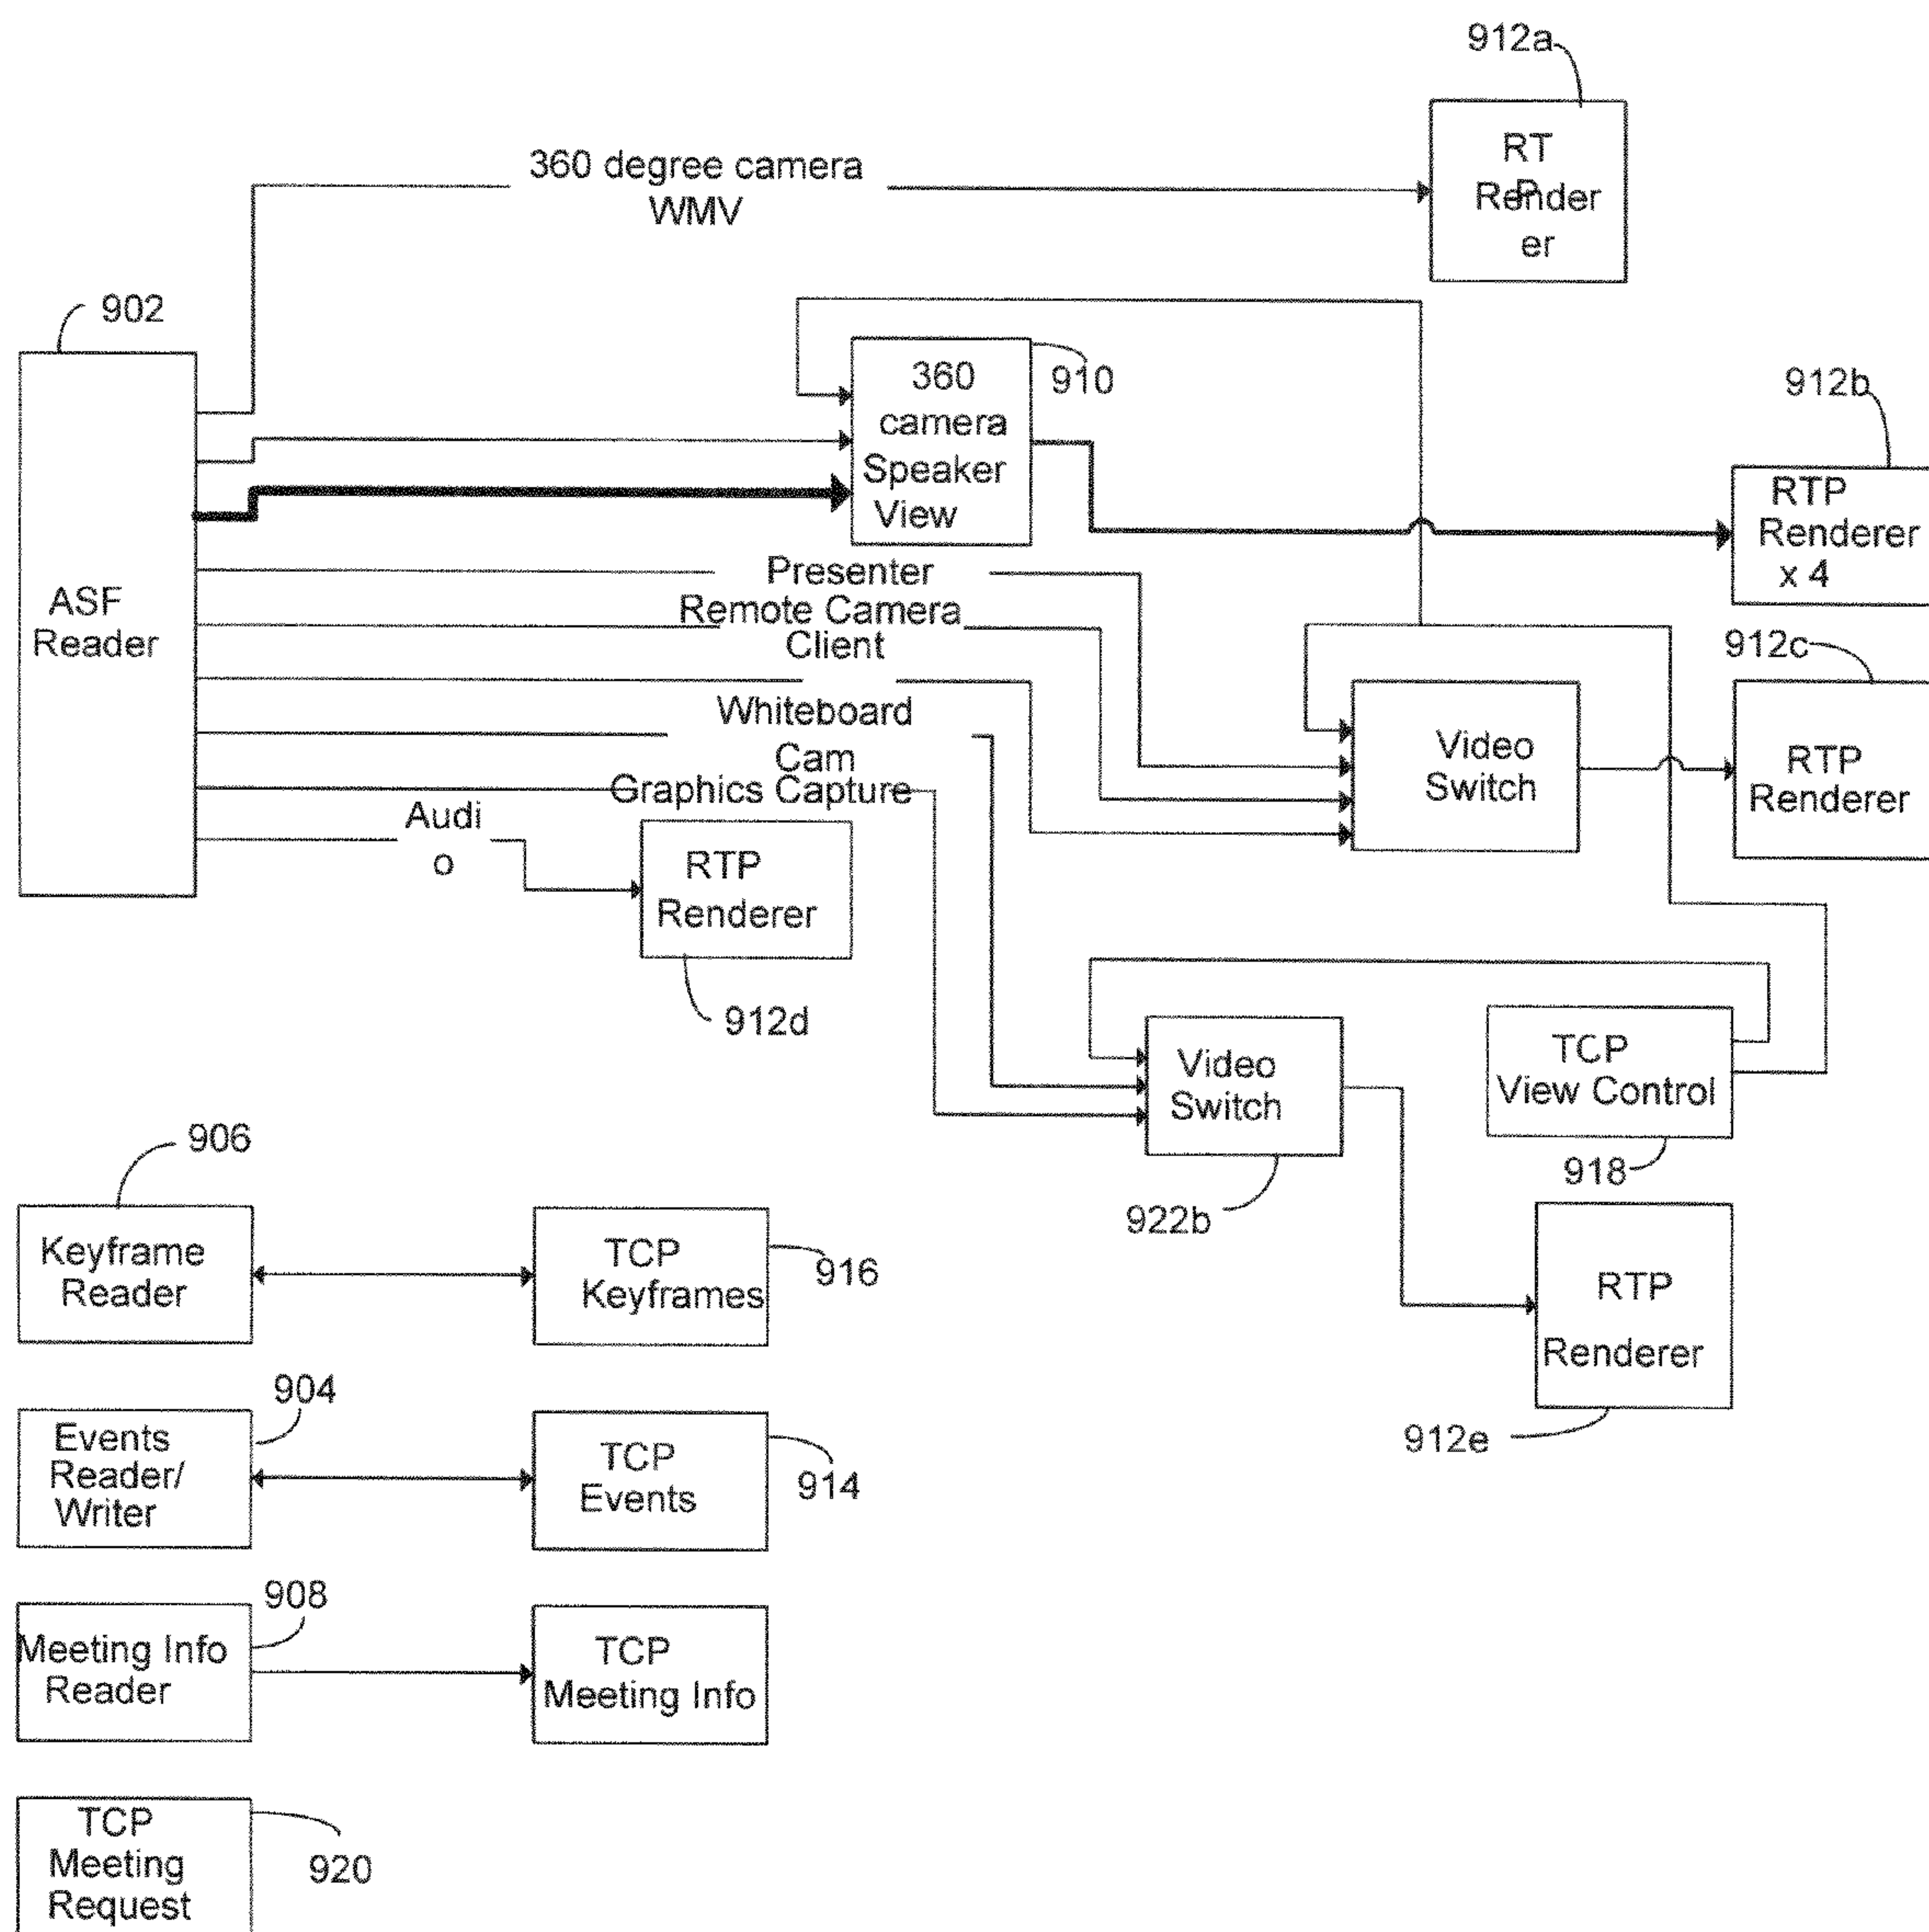 912a
RT
P
Render
er
360 degree camera
WMV
902
ASF
Reader
360
camera
Speaker
View
910
912b
RTP
Renderer
x 4
Presenter
Remote Camera
Client
Whiteboard
Cam
Graphics Capture
Audi
o
RTP
Renderer
912d
Video
Switch
912c
RTP
Renderer
Video
Switch
922b
TCP
View Control
918
RTP
Renderer
912e
906
Keyframe
Reader
TCP
Keyframes
916
904
Events
Reader/
Writer
TCP
Events
914
908
Meeting Info
Reader
TCP
Meeting Info
TCP
Meeting
Request
920